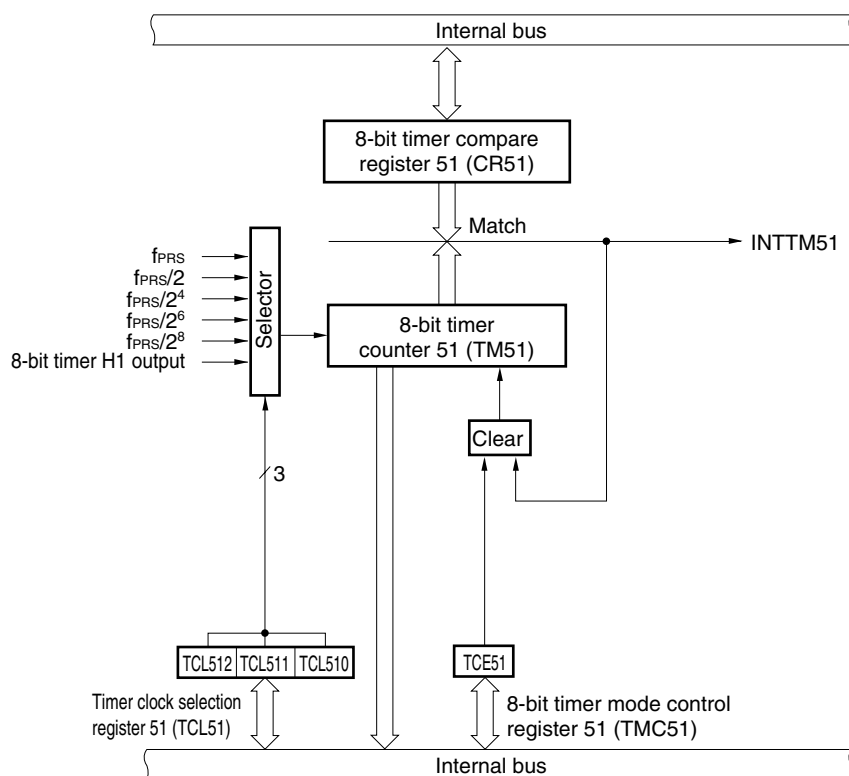 Internal bus
8-bit timer compare
register 51 (CR51)
Match
INTTM51
fPRS
fPRS/2
fPRS/2⁴
fPRS/2⁶
fPRS/2⁸
8-bit timer H1 output
Selector
8-bit timer
counter 51 (TM51)
Clear
3
TCL512 TCL511 TCL510
TCE51
Timer clock selection
register 51 (TCL51)
8-bit timer mode control
register 51 (TMC51)
Internal bus